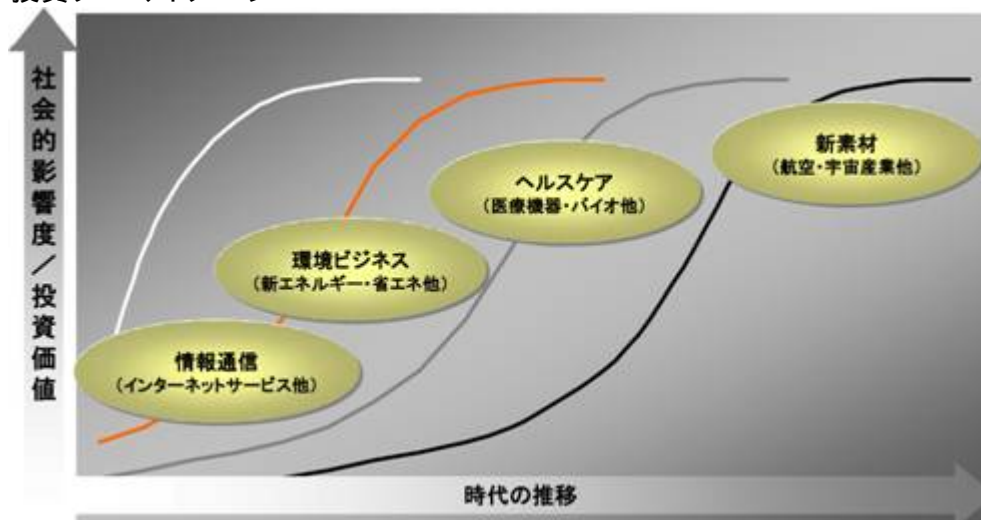 社会的影響度／投資価値
新素材
（航空・宇宙産業他）
ヘルスケア
（医療機器・バイオ他）
環境ビジネス
（新エネルギー・省エネ他）
情報通信
（インターネットサービス他）
時代の推移